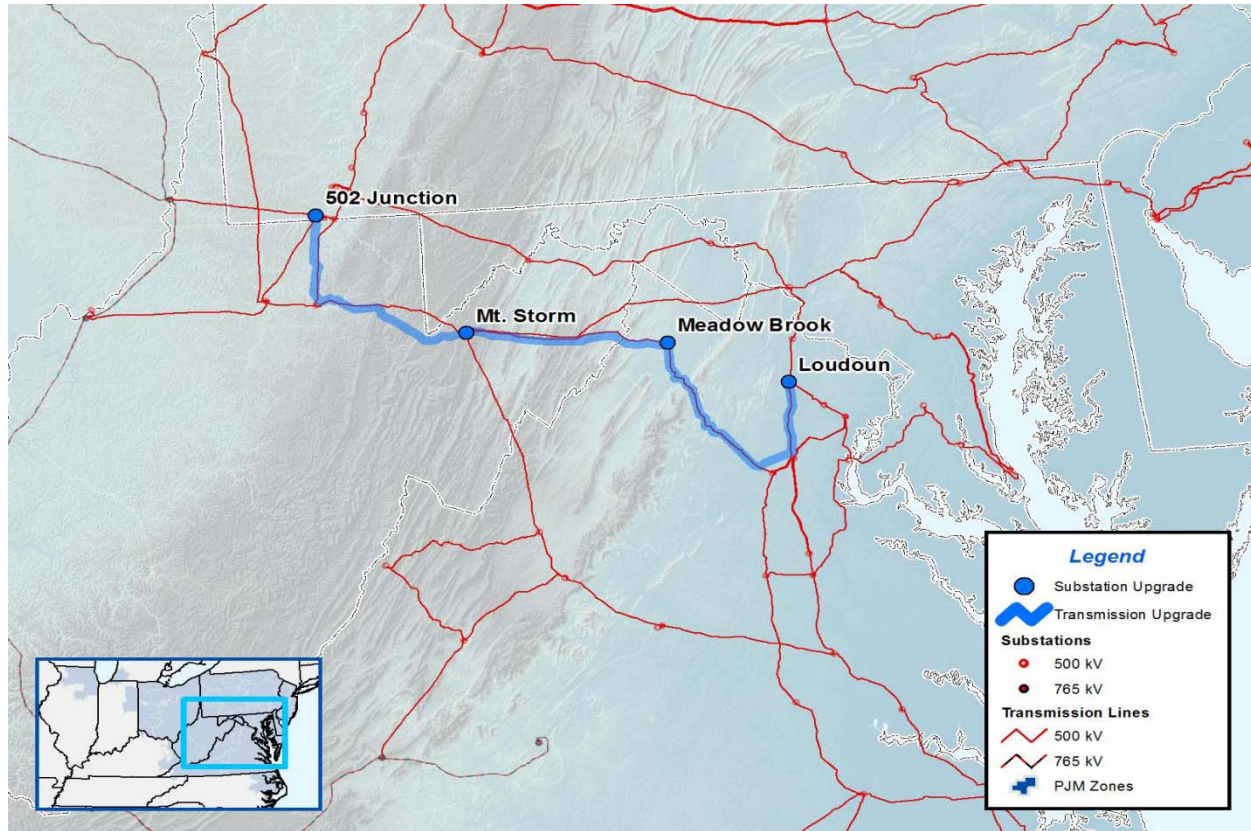 502 Junction
Mt. Storm
Meadow Brook
Loudoun
Legend
Substation Upgrade
Transmission Upgrade
Substations
500 kV
765 kV
Transmission Lines
500 kV
765 kV
PJM Zones